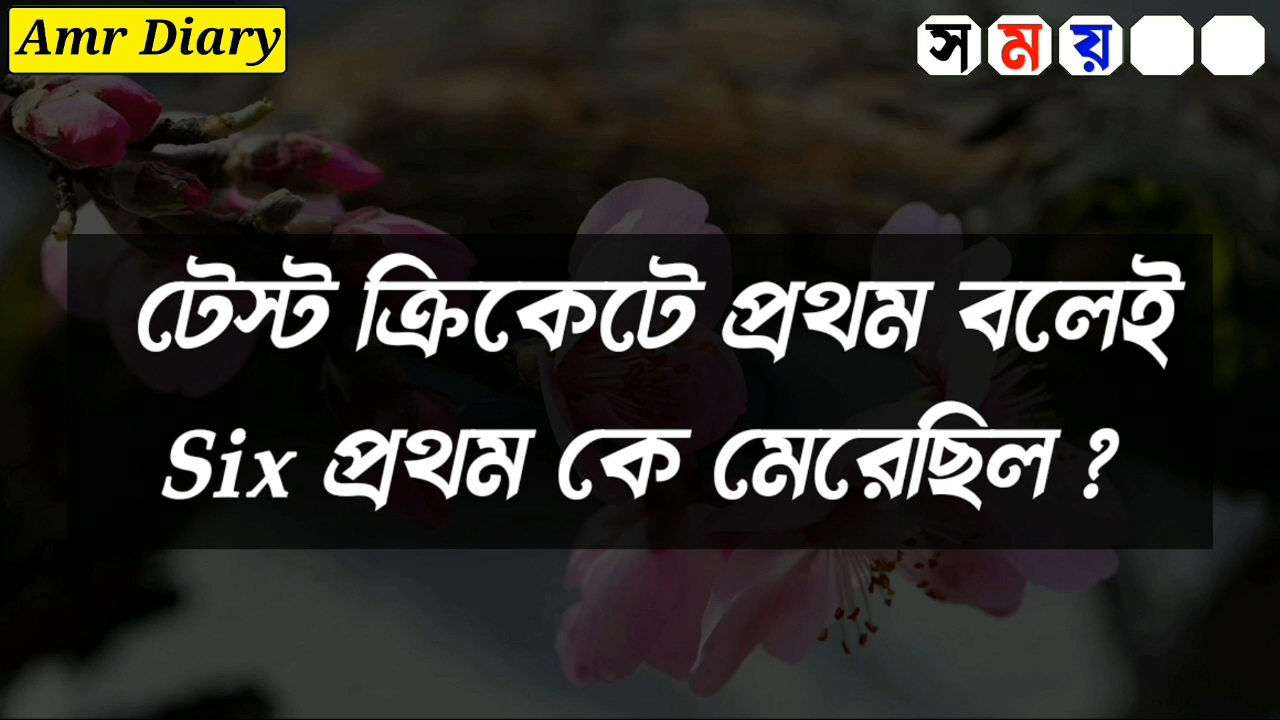 Amr Diary
সময়
টেস্ট ক্রিকেটে প্রথম বলেই
Six প্রথম কে মেরেছিল ?